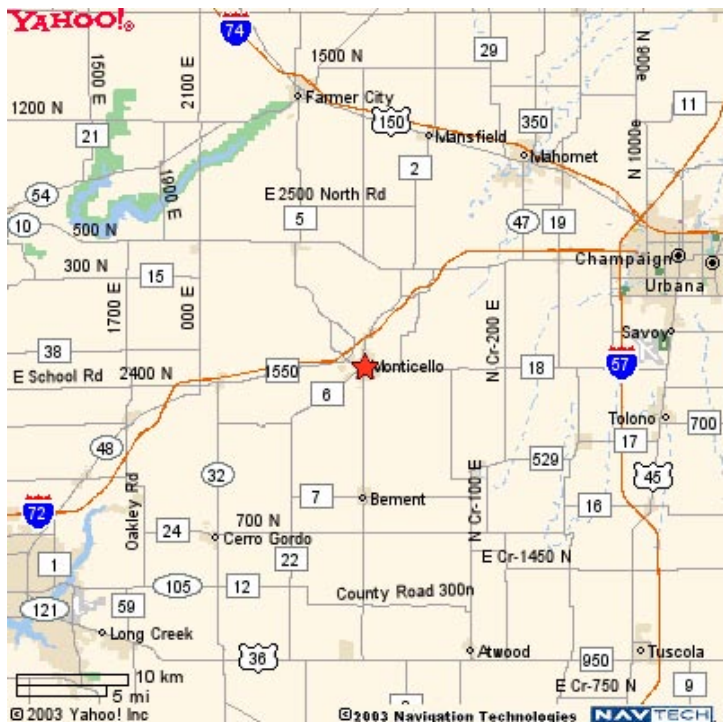 YAHOO!
74
1500 N
29
N 900e
1500 E
2100 E
Farmer City
11
1200 N
150
350
N 1000e
21
Mansfield
Mahomet
2
1900 E
54
E 2500 North Rd
10
5
47
19
500 N
Champaign
300 N
15
Urbana
1700 E
000 E
N Cr-200 E
Savoy
38
2400 N
1550
Monticello
18
57
E School Rd
6
Tolono
700
48
17
32
529
45
Oakley Rd
N Cr-100 E
72
7
Bement
16
700 N
24
Cerro Gordo
22
E Cr-1450 N
1
105
12
County Road 300n
121
59
Long Creek
36
Atwood
950
Tuscola
10 km
5 mi
E Cr-750 N
9
© 2003 Yahoo! Inc
©2003 Navigation Technologies
NAVTECH